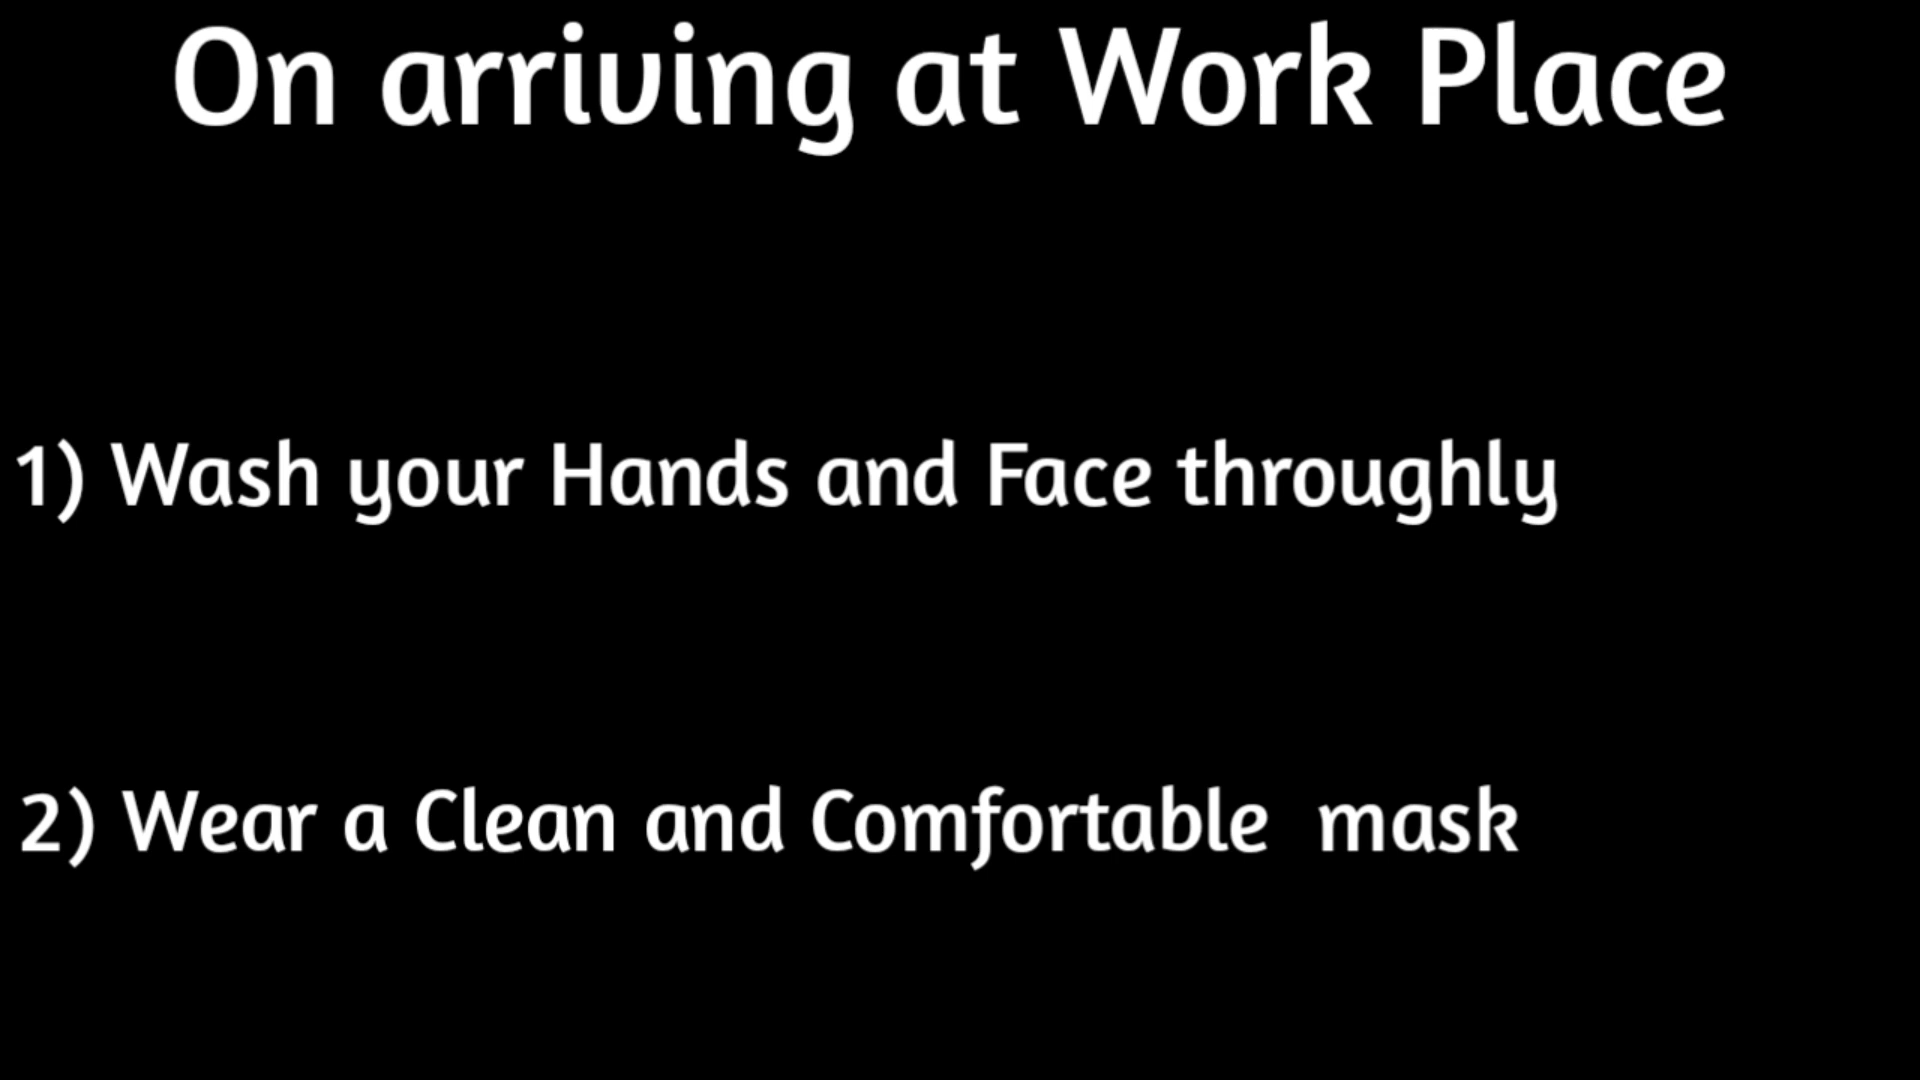 On arriving at Work Place
1) Wash your Hands and Face throughly
2) Wear a Clean and Comfortable  mask